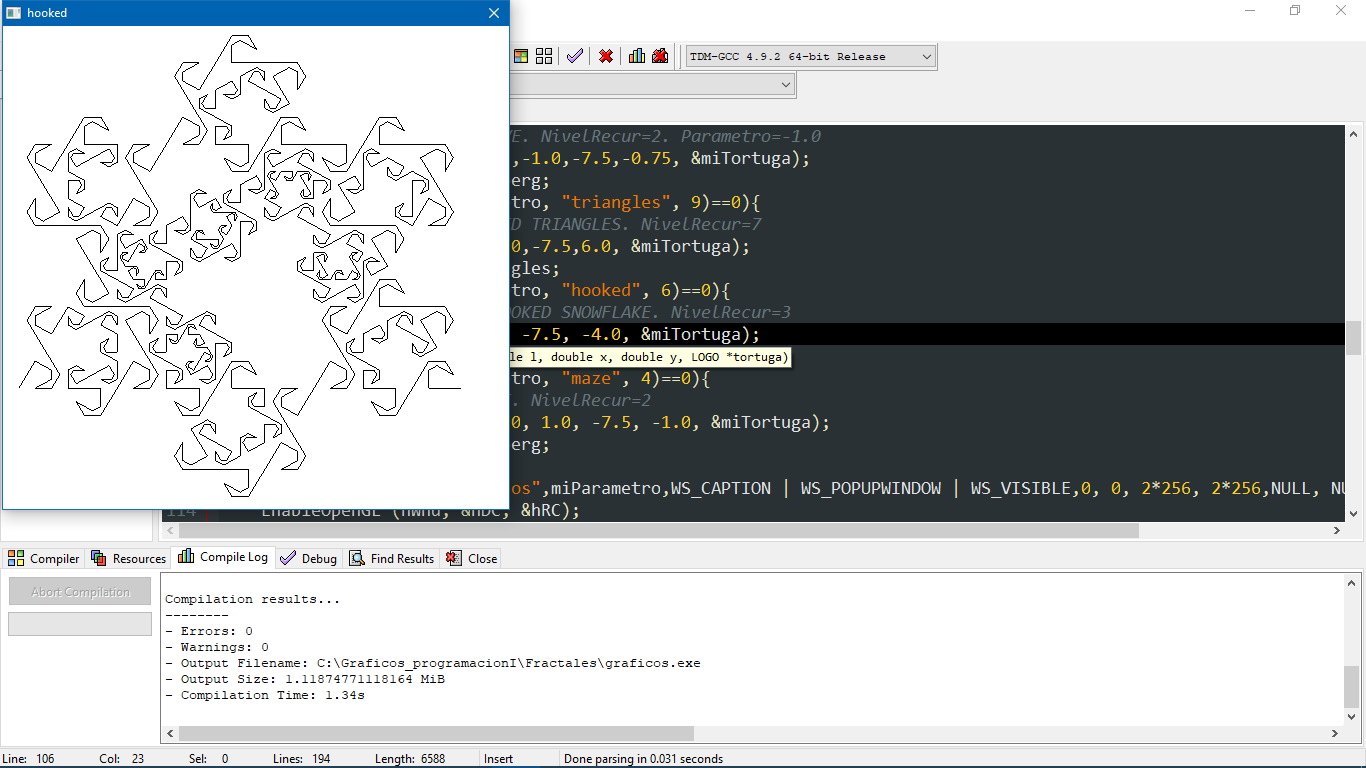 hooked
TDM-GCC 4.9.2 64-bit Release
E. NivelRecur=2. Parametro=-1.0
,-1.0,-7.5,-0.75, &miTortuga);
erg;
tro, "triangles", 9)==0){
D TRIANGLES. NivelRecur=7
0,-7.5,6.0, &miTortuga);
gles;
tro, "hooked", 6)==0){
OOKED SNOWFLAKE. NivelRecur=3
-7.5, -4.0, &miTortuga);
le l, double x, double y, LOGO *tortuga)
tro, "maze", 4)==0){
. NivelRecur=2
0, 1.0, -7.5, -1.0, &miTortuga);
erg;
os",miParametro,WS_CAPTION | WS_POPUPWINDOW | WS_VISIBLE,0, 0, 2*256, 2*256,NULL, NU
114 EnableOpenGL (hWnd, &hDC, &hRC);
Compiler Resources Compile Log Debug Find Results Close
Abort Compilation
Compilation results...
--------
- Errors: 0
- Warnings: 0
- Output Filename: C:\Graficos_programacionI\Fractales\graficos.exe
- Output Size: 1.11874771118164 MiB
- Compilation Time: 1.34s
Line: 106 Col: 23 Sel: 0 Lines: 194 Length: 6588 Insert Done parsing in 0.031 seconds